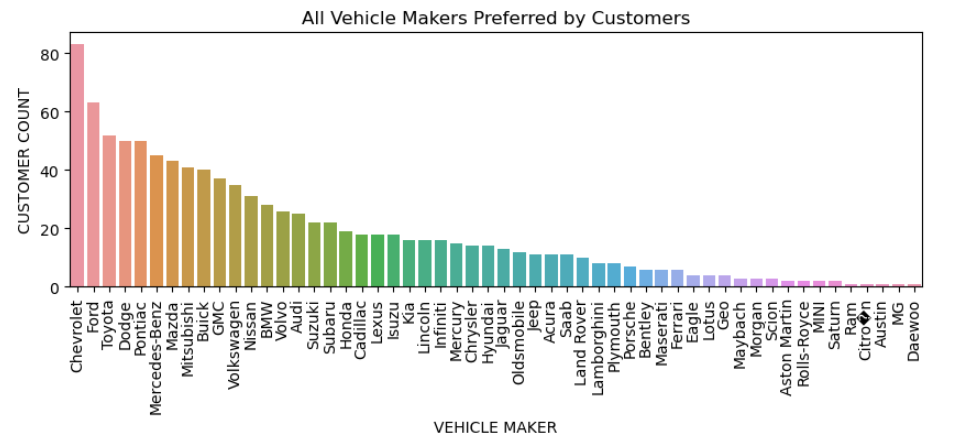 All Vehicle Makers Preferred by Customers
CUSTOMER COUNT
80
60
40
20
0
Chevrolet
Ford
Toyota
Dodge
Pontiac
Mercedes-Benz
Mazda
Mitsubishi
Buick
GMC
Volkswagen
Nissan
BMW
Volvo
Audi
Suzuki
Subaru
Honda
Cadillac
Lexus
Isuzu
Kia
Lincoln
Infiniti
Mercury
Chrysler
Hyundai
Jaguar
Oldsmobile
Jeep
Acura
Saab
Land Rover
Lamborghini
Plymouth
Porsche
Bentley
Maserati
Ferrari
Eagle
Lotus
Geo
Maybach
Morgan
Scion
Aston Martin
Rolls-Royce
MINI
Saturn
Ram
Citro�n
Austin
MG
Daewoo
VEHICLE MAKER